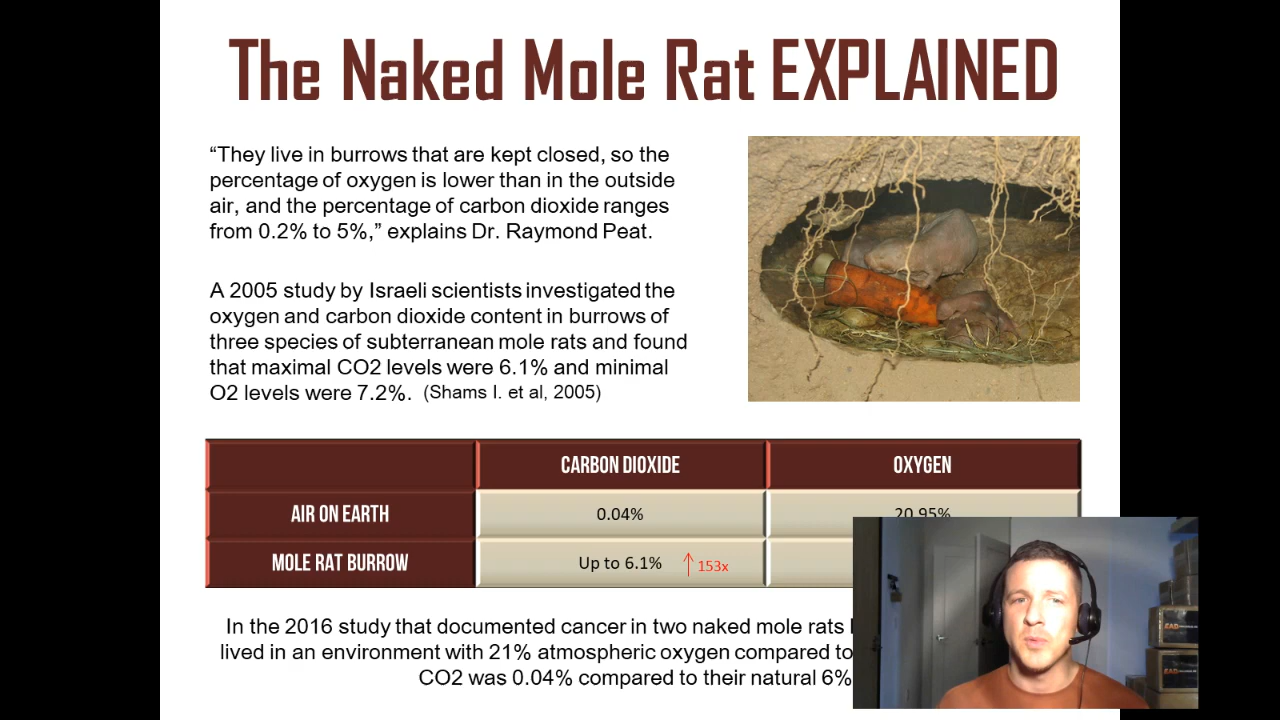 The Naked Mole Rat EXPLAINED
“They live in burrows that are kept closed, so the
percentage of oxygen is lower than in the outside
air, and the percentage of carbon dioxide ranges
from 0.2% to 5%,” explains Dr. Raymond Peat.
A 2005 study by Israeli scientists investigated the
oxygen and carbon dioxide content in burrows of
three species of subterranean mole rats and found
that maximal CO2 levels were 6.1% and minimal
O2 levels were 7.2%. (Shams I. et al, 2005)
CARBON DIOXIDE OXYGEN
AIR ON EARTH 0.04% 20.95%
MOLE RAT BURROW Up to 6.1% ↑ 153x
In the 2016 study that documented cancer in two naked mole rats
lived in an environment with 21% atmospheric oxygen compared to
CO2 was 0.04% compared to their natural 6%
EAD
EAD